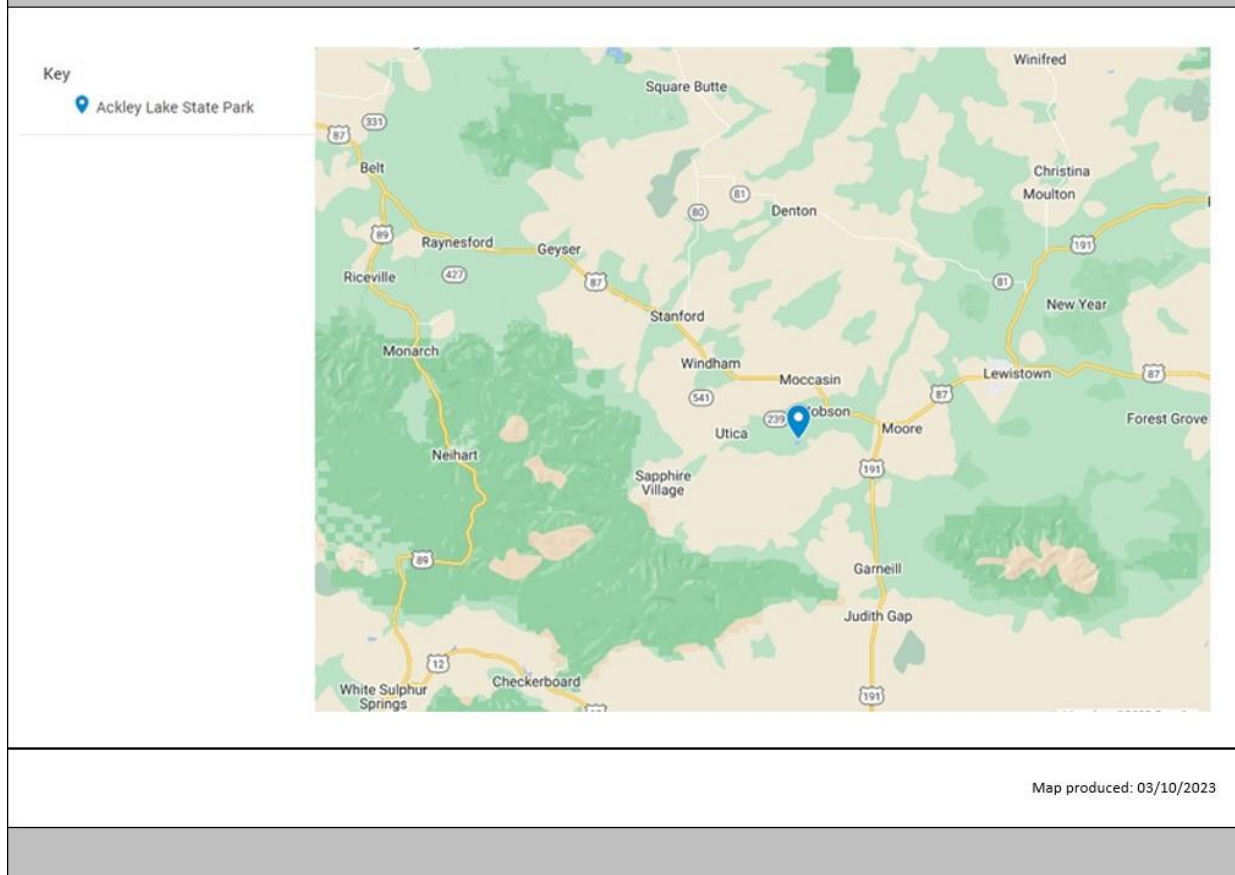 Key
Ackley Lake State Park
Winifred
Square Butte
331
87
Belt
Christina
Moulton
81
80
Denton
89
191
Raynesford
Geyser
Riceville
427
87
81
New Year
Stanford
Monarch
Windham
Moccasin
Lewistown
87
541
87
239
obson
Forest Grove
Utica
Moore
Neihart
191
Sapphire
Village
89
Garneill
Judith Gap
12
Checkerboard
White Sulphur
Springs
191
Map produced: 03/10/2023